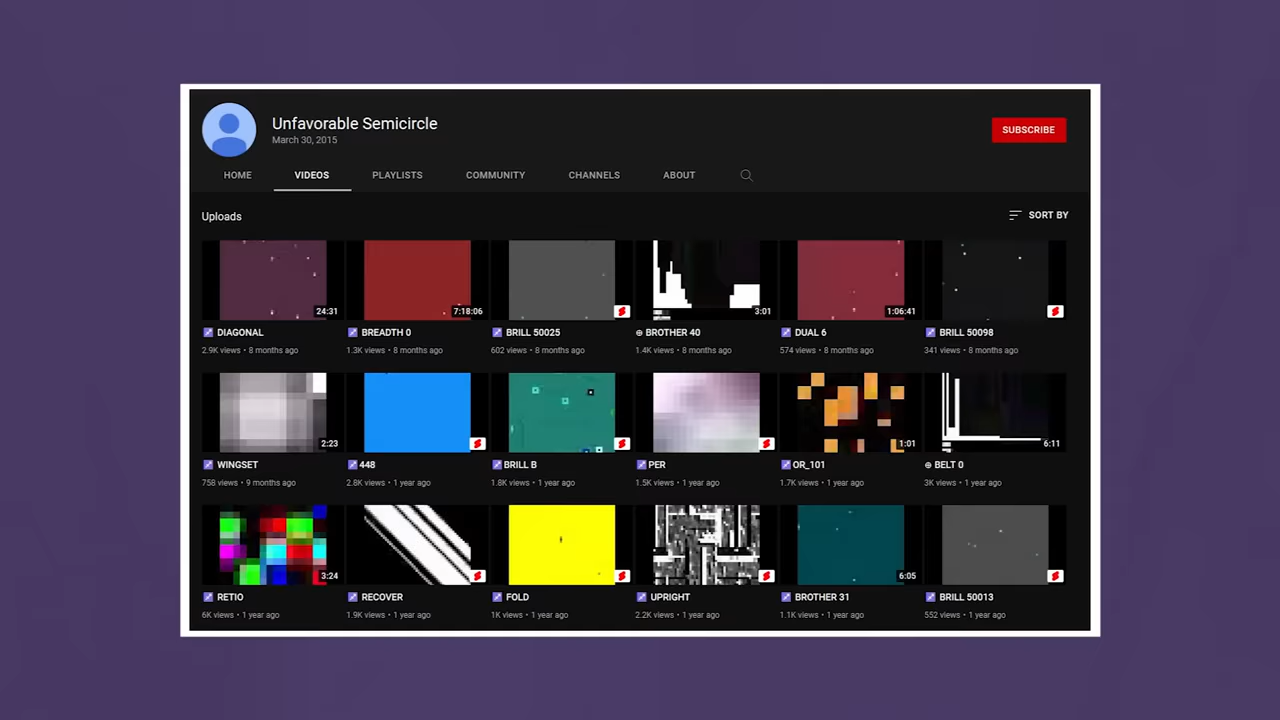 Unfavorable Semicircle
March 30, 2015
SUBSCRIBE
HOME VIDEOS PLAYLISTS COMMUNITY CHANNELS ABOUT
Uploads SORT BY
24:31 7:18:06 3:01 1:06:41
DIAGONAL BREADTH 0 BRILL 50025 BROTHER 40 DUAL 6 BRILL 50098
2.9K views • 8 months ago 1.3K views • 8 months ago 602 views • 8 months ago 1.4K views • 8 months ago 574 views • 8 months ago 341 views • 8 months ago
2:23 1:01 6:11
WINGSET 448 BRILL B PER OR_101 BELT 0
758 views • 9 months ago 2.8K views • 1 year ago 1.8K views • 1 year ago 1.5K views • 1 year ago 1.7K views • 1 year ago 3K views • 1 year ago
3:24 6:05
RETIO RECOVER FOLD UPRIGHT BROTHER 31 BRILL 50013
6K views • 1 year ago 1.9K views • 1 year ago 1K views • 1 year ago 2.2K views • 1 year ago 1.1K views • 1 year ago 552 views • 1 year ago